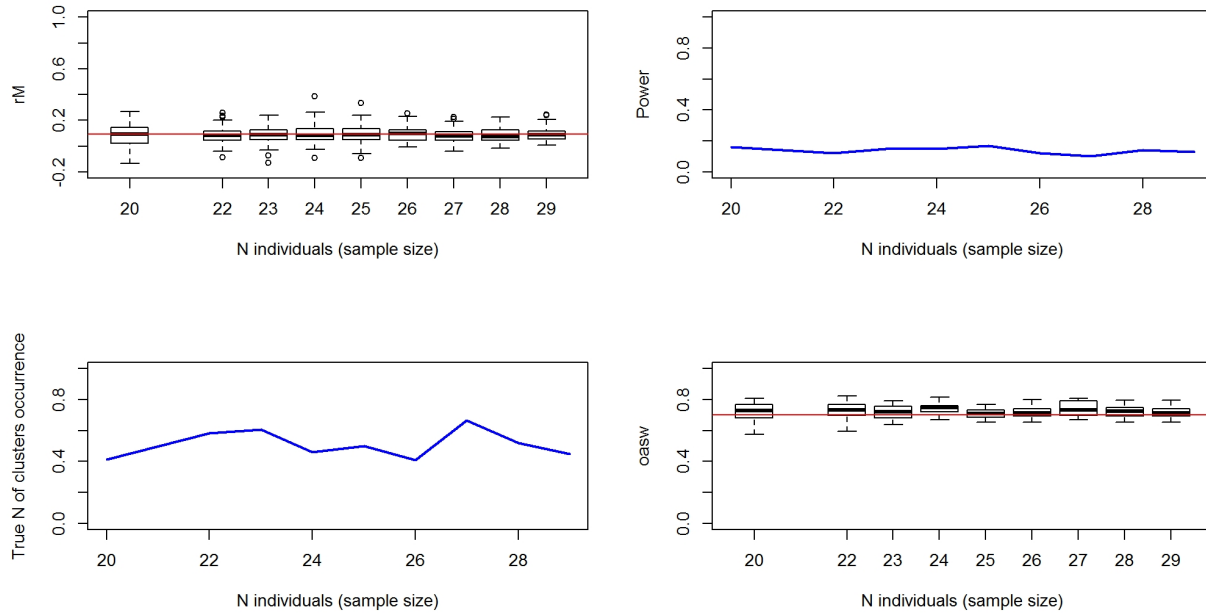 rM
-0.2 0.2 0.6 1.0
20 22 23 24 25 26 27 28 29
N individuals (sample size)
Power
0.0 0.4 0.8
20 22 24 26 28
N individuals (sample size)
True N of clusters occurrence
0.0 0.4 0.8
20 22 24 26 28
N individuals (sample size)
oasw
0.0 0.4 0.8
20 22 23 24 25 26 27 28 29
N individuals (sample size)